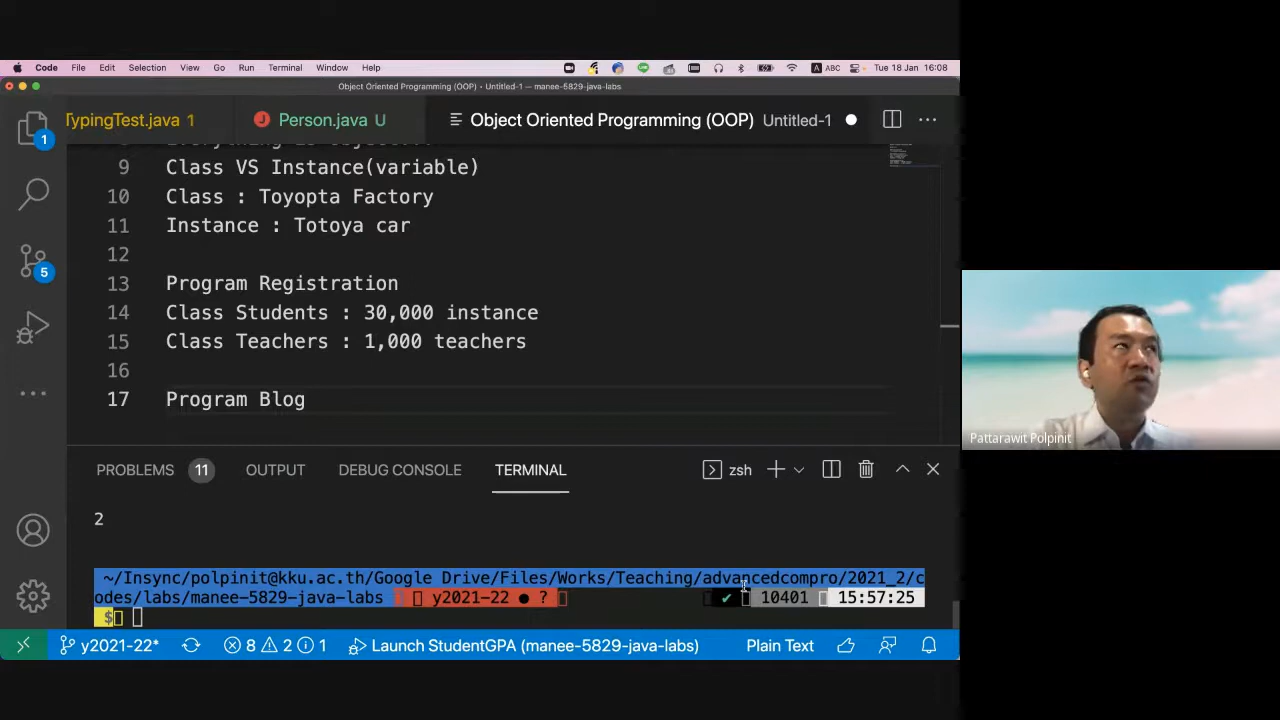 Code File Edit Selection View Go Run Terminal Window Help ABC Tue 18 Jan 16:08
Object Oriented Programming (OOP) • Untitled-1 — manee-5829-java-labs
TypingTest.java 1 Person.java U Object Oriented Programming (OOP) Untitled-1
9 Class VS Instance(variable)
10 Class : Toyopta Factory
11 Instance : Totoya car
12
13 Program Registration
14 Class Students : 30,000 instance
15 Class Teachers : 1,000 teachers
16
17 Program Blog
1
5
PROBLEMS 11 OUTPUT DEBUG CONSOLE TERMINAL zsh
2
~/Insync/polpinit@kku.ac.th/Google Drive/Files/Works/Teaching/advancedcompro/2021_2/c
odes/labs/manee-5829-java-labs y2021-22 ● ? ✔ 10401 15:57:25
$
y2021-22* 8 2 1 Launch StudentGPA (manee-5829-java-labs) Plain Text
Pattarawit Polpinit